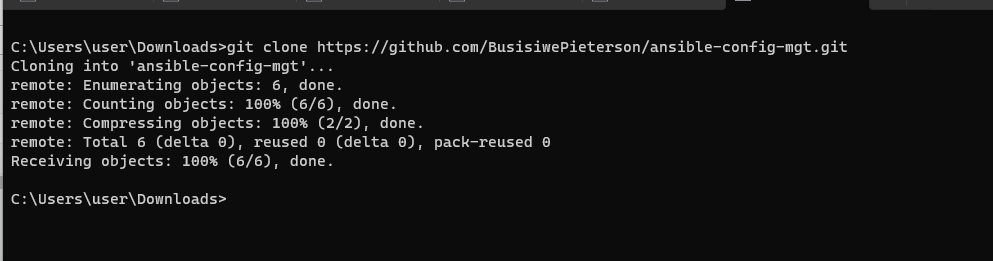 C:\Users\user\Downloads>git clone https://github.com/BusisiwePieterson/ansible-config-mgt.git
Cloning into 'ansible-config-mgt'...
remote: Enumerating objects: 6, done.
remote: Counting objects: 100% (6/6), done.
remote: Compressing objects: 100% (2/2), done.
remote: Total 6 (delta 0), reused 0 (delta 0), pack-reused 0
Receiving objects: 100% (6/6), done.
C:\Users\user\Downloads>